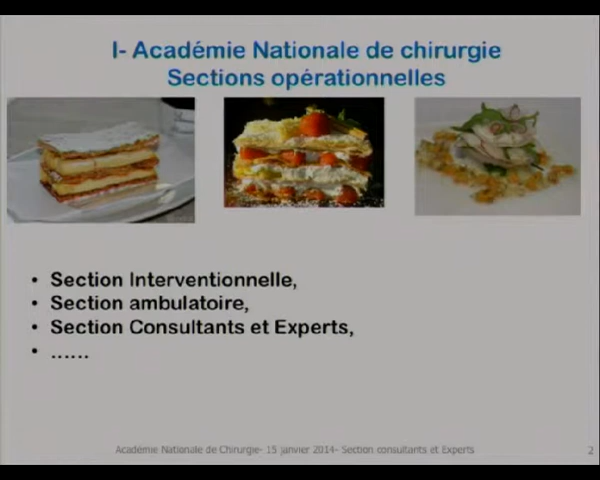 I- Académie Nationale de chirurgie
Sections opérationnelles
• Section Interventionnelle,
• Section ambulatoire,
• Section Consultants et Experts,
• ......
Académie Nationale de Chirurgie- 15 janvier 2014- Section consultants et Experts
2